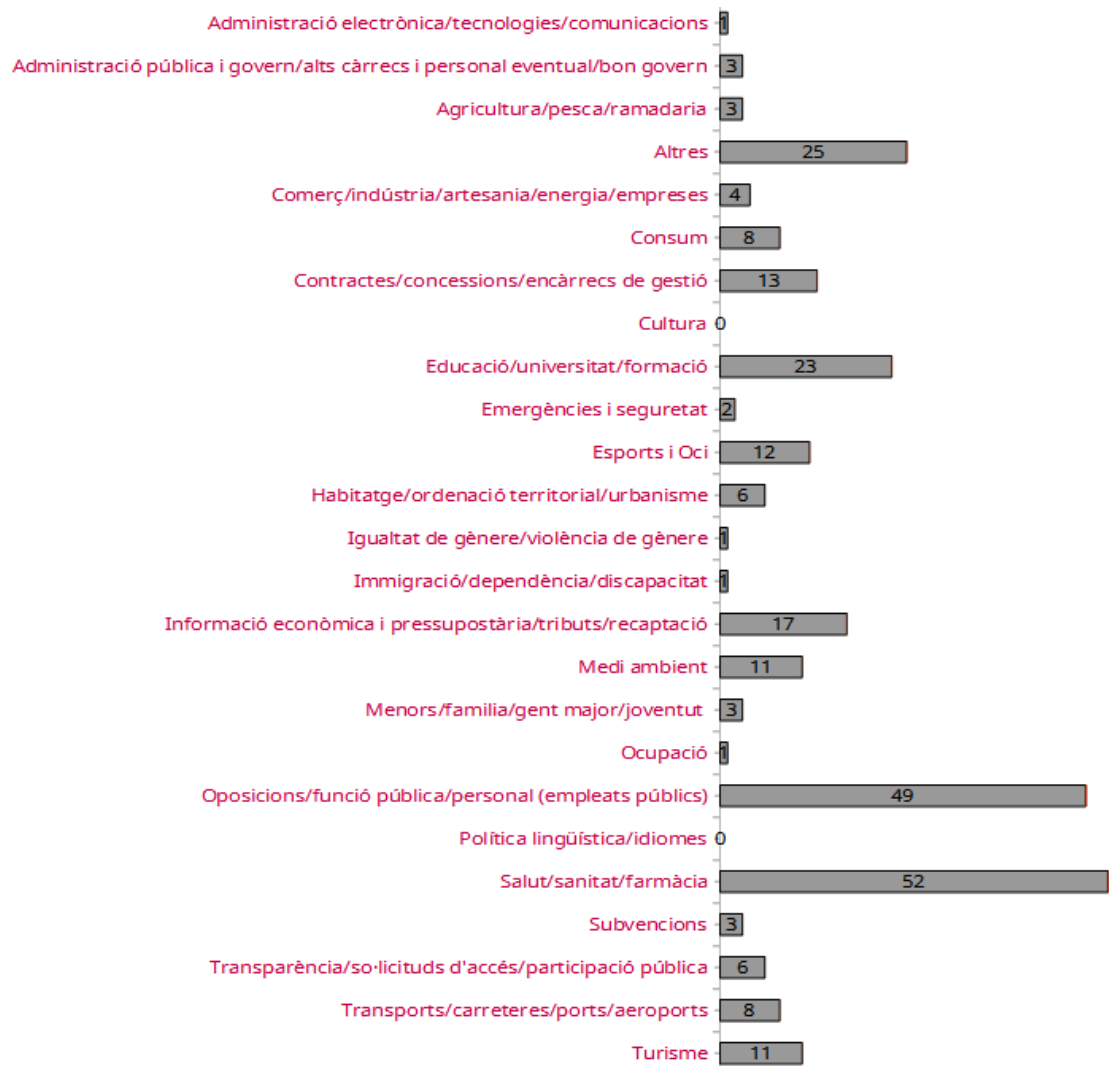 Administració electrònica/tecnologies/comunicacions 1
Administració pública i govern/alts càrrecs i personal eventual/bon govern 3
Agricultura/pesca/ramadaria 3
Altres 25
Comerç/indústria/artesania/energia/empreses 4
Consum 8
Contractes/concessions/encàrrecs de gestió 13
Cultura 0
Educació/universitat/formació 23
Emergències i seguretat 2
Esports i Oci 12
Habitatge/ordenació territorial/urbanisme 6
Igualtat de gènere/violència de gènere 1
Immigració/dependència/discapacitat 1
Informació econòmica i pressupostària/tributs/recaptació 17
Medi ambient 11
Menors/familia/gent major/joventut 3
Ocupació 1
Oposicions/funció pública/personal (empleats públics) 49
Política lingüística/idiomes 0
Salut/sanitat/farmàcia 52
Subvencions 3
Transparència/so·licituds d'accés/participació pública 6
Transports/carreteres/ports/aeroports 8
Turisme 11